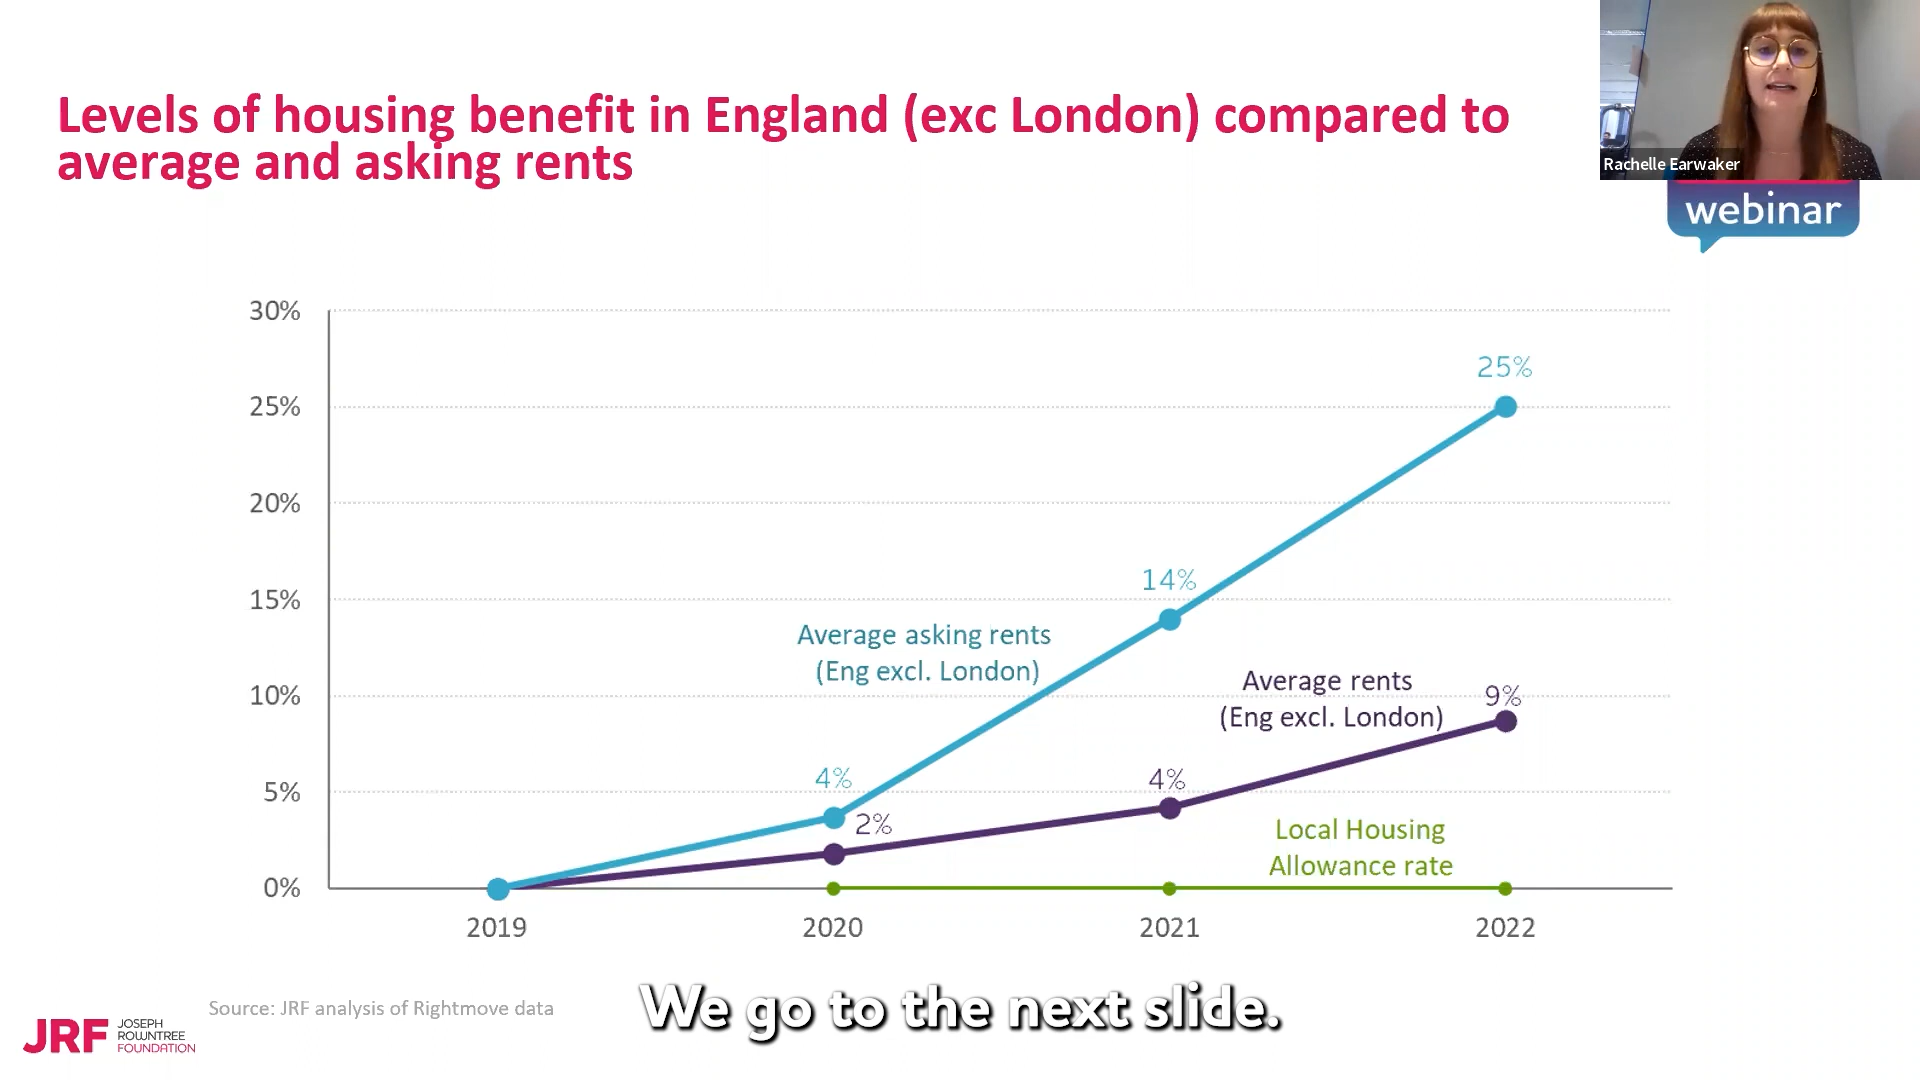 Levels of housing benefit in England (exc London) compared to
average and asking rents
Rachelle Earwaker
webinar
30%
25%
20%
15%
10%
5%
0%
25%
14%
4%
Average asking rents
(Eng excl. London)
Average rents
(Eng excl. London)
9%
4%
2%
Local Housing
Allowance rate
2019
2020
2021
2022
Source: JRF analysis of Rightmove data
We go to the next slide.
JRF
JOSEPH
ROWNTREE
FOUNDATION